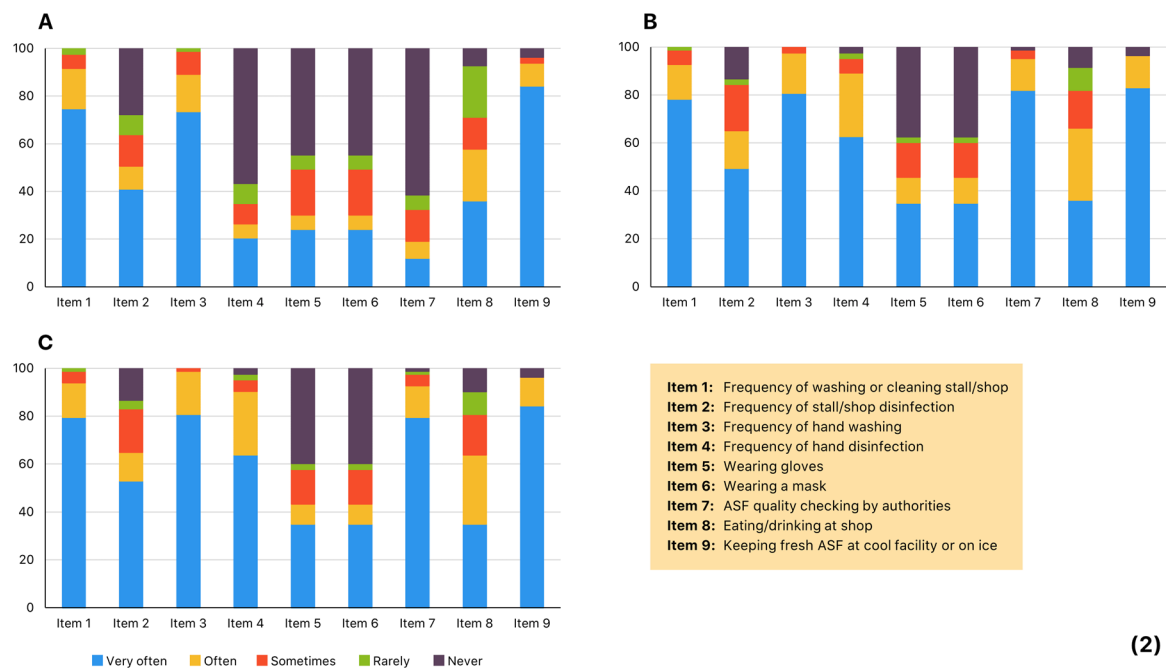 A
100
80
60
40
20
0
Item 1 Item 2 Item 3 Item 4 Item 5 Item 6 Item 7 Item 8 Item 9
B
100
80
60
40
20
0
Item 1 Item 2 Item 3 Item 4 Item 5 Item 6 Item 7 Item 8 Item 9
C
100
80
60
40
20
0
Item 1 Item 2 Item 3 Item 4 Item 5 Item 6 Item 7 Item 8 Item 9
Very often Often Sometimes Rarely Never
Item 1: Frequency of washing or cleaning stall/shop
Item 2: Frequency of stall/shop disinfection
Item 3: Frequency of hand washing
Item 4: Frequency of hand disinfection
Item 5: Wearing gloves
Item 6: Wearing a mask
Item 7: ASF quality checking by authorities
Item 8: Eating/drinking at shop
Item 9: Keeping fresh ASF at cool facility or on ice
(2)